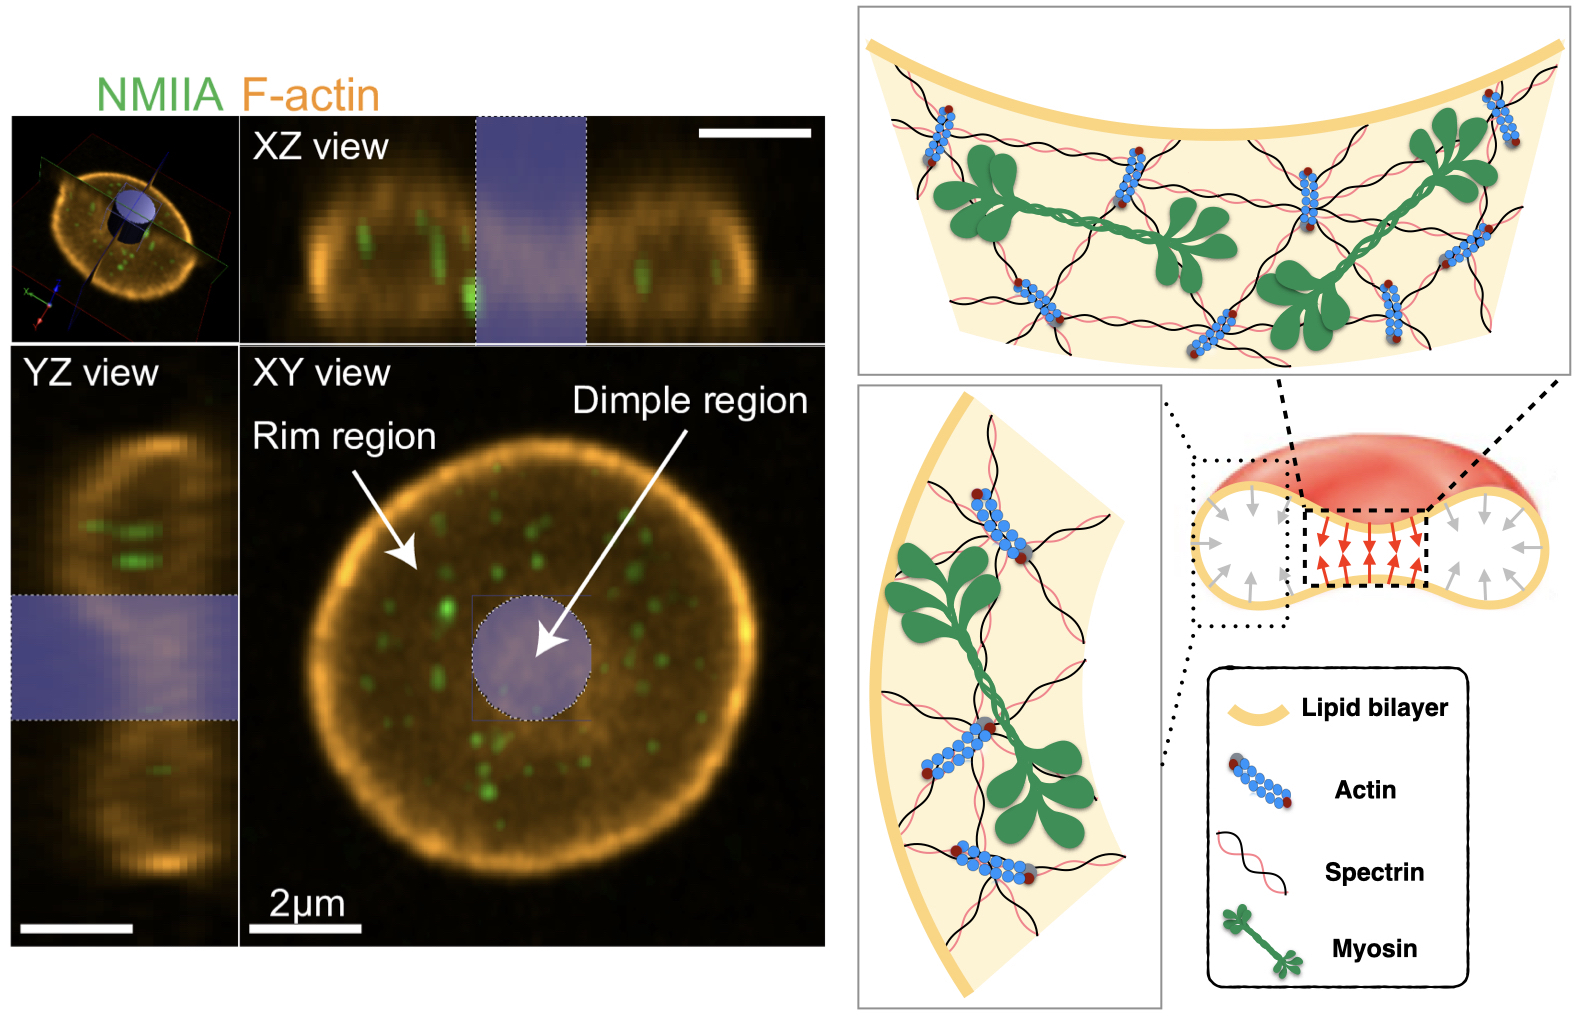 NMIIA F-actin
XZ view
YZ view
XY view
Dimple region
Rim region
2μm
Lipid bilayer
Actin
Spectrin
Myosin